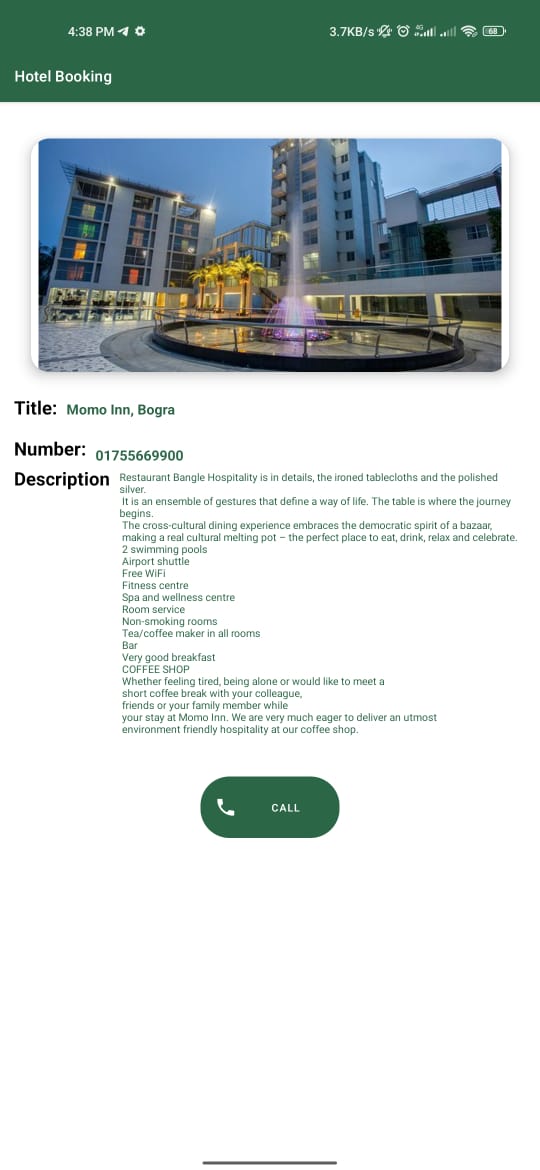 4:38 PM
3.7KB/s 4G 68
Hotel Booking
Title: Momo Inn, Bogra
Number: 01755669900
Description Restaurant Bangle Hospitality is in details, the ironed tablecloths and the polished
silver.
It is an ensemble of gestures that define a way of life. The table is where the journey
begins.
The cross-cultural dining experience embraces the democratic spirit of a bazaar,
making a real cultural melting pot – the perfect place to eat, drink, relax and celebrate.
2 swimming pools
Airport shuttle
Free WiFi
Fitness centre
Spa and wellness centre
Room service
Non-smoking rooms
Tea/coffee maker in all rooms
Bar
Very good breakfast
COFFEE SHOP
Whether feeling tired, being alone or would like to meet a
short coffee break with your colleague,
friends or your family member while
your stay at Momo Inn. We are very much eager to deliver an utmost
environment friendly hospitality at our coffee shop.
CALL